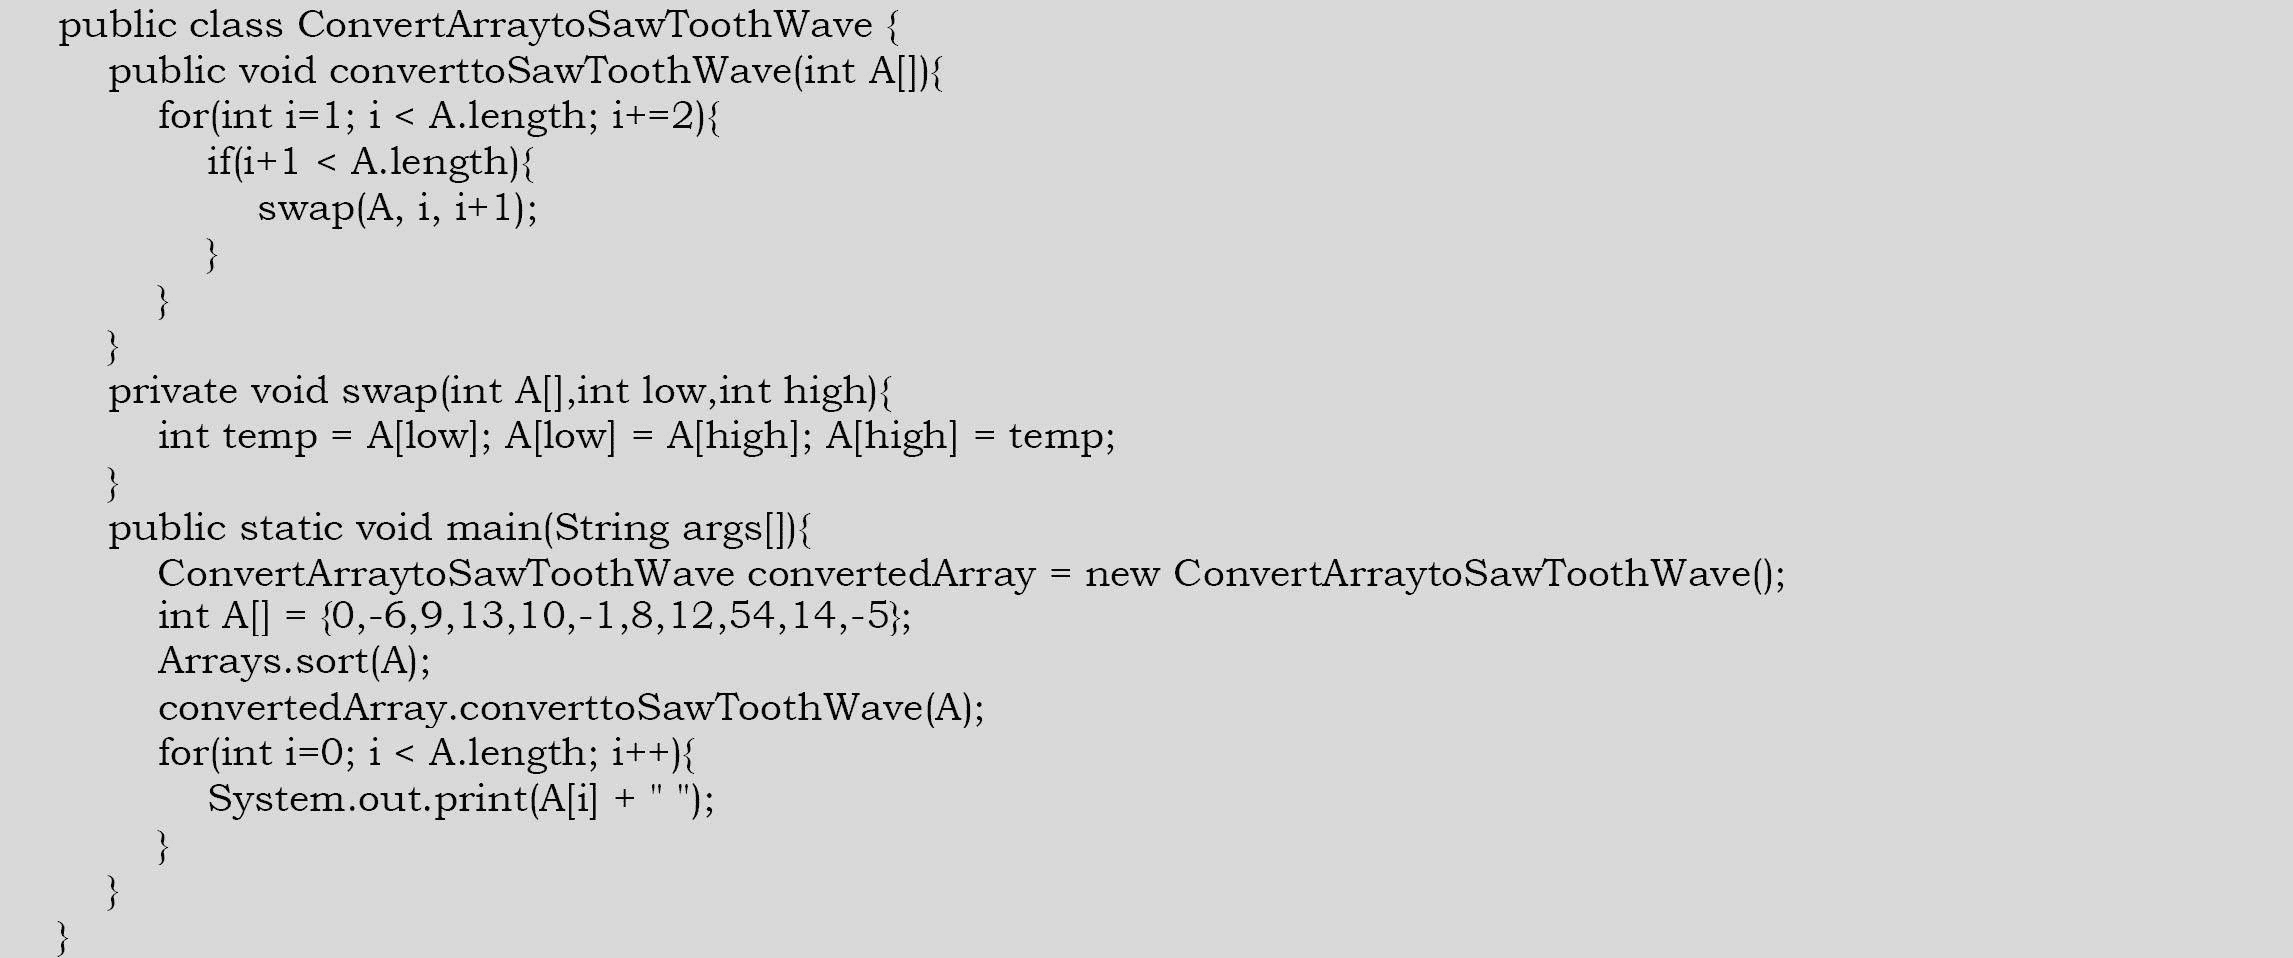 public class ConvertArraytoSawToothWave {
public void converttoSawToothWave(int A[]){
for(int i=1; i < A.length; i+=2){
if(i+1 < A.length){
swap(A, i, i+1);
}
}
}
private void swap(int A[],int low,int high){
int temp = A[low]; A[low] = A[high]; A[high] = temp;
}
public static void main(String args[]){
ConvertArraytoSawToothWave convertedArray = new ConvertArraytoSawToothWave();
int A[] = {0,-6,9,13,10,-1,8,12,54,14,-5};
Arrays.sort(A);
convertedArray.converttoSawToothWave(A);
for(int i=0; i < A.length; i++){
System.out.print(A[i] + " ");
}
}
}